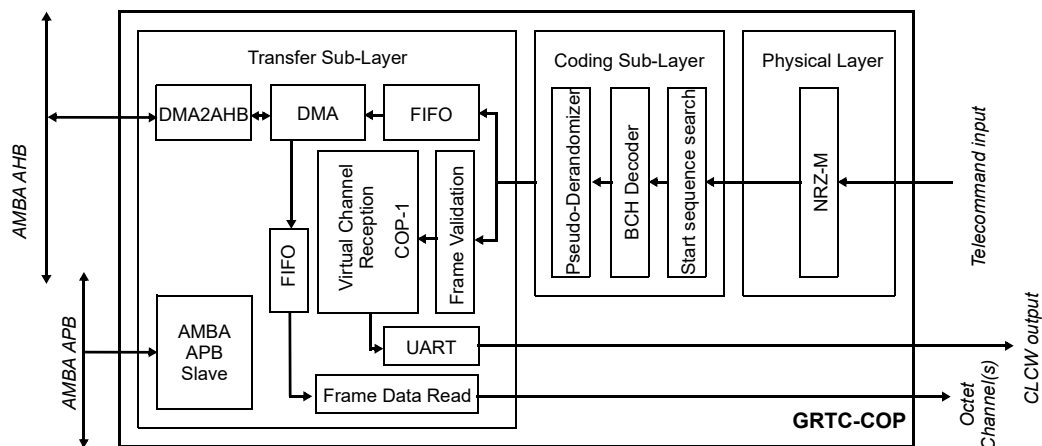 Transfer Sub-Layer
Coding Sub-Layer
Physical Layer
DMA2AHB
DMA
FIFO
AMBA AHB
Virtual Channel
Reception
COP-1
Frame Validation
Pseudo-Derandomizer
BCH Decoder
Start sequence search
NRZ-M
Telecommand input
FIFO
AMBA APB
AMBA
APB
Slave
UART
CLCW output
Frame Data Read
Octet
Channel(s)
GRTC-COP